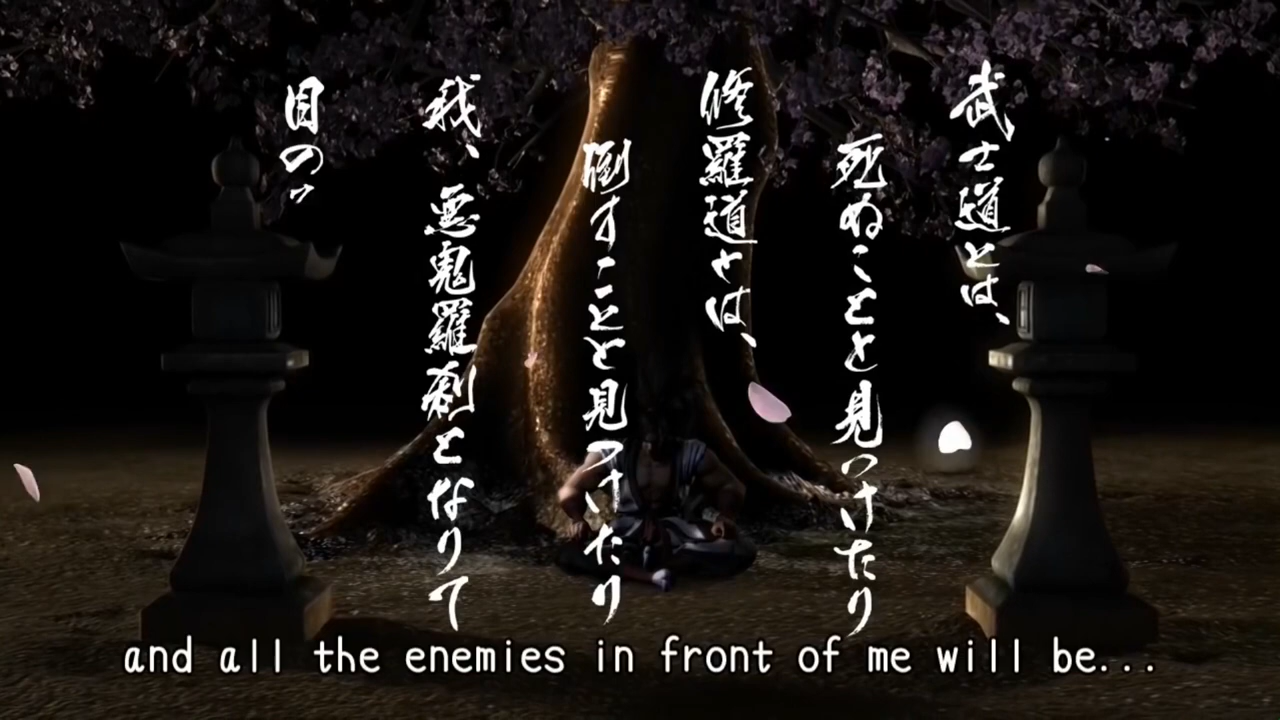 武士道とは、
死ぬことと見つけたり
修羅道とは、
倒すことと見つけたり
我、悪鬼羅刹となりて
目の
and all the enemies in front of me will be...